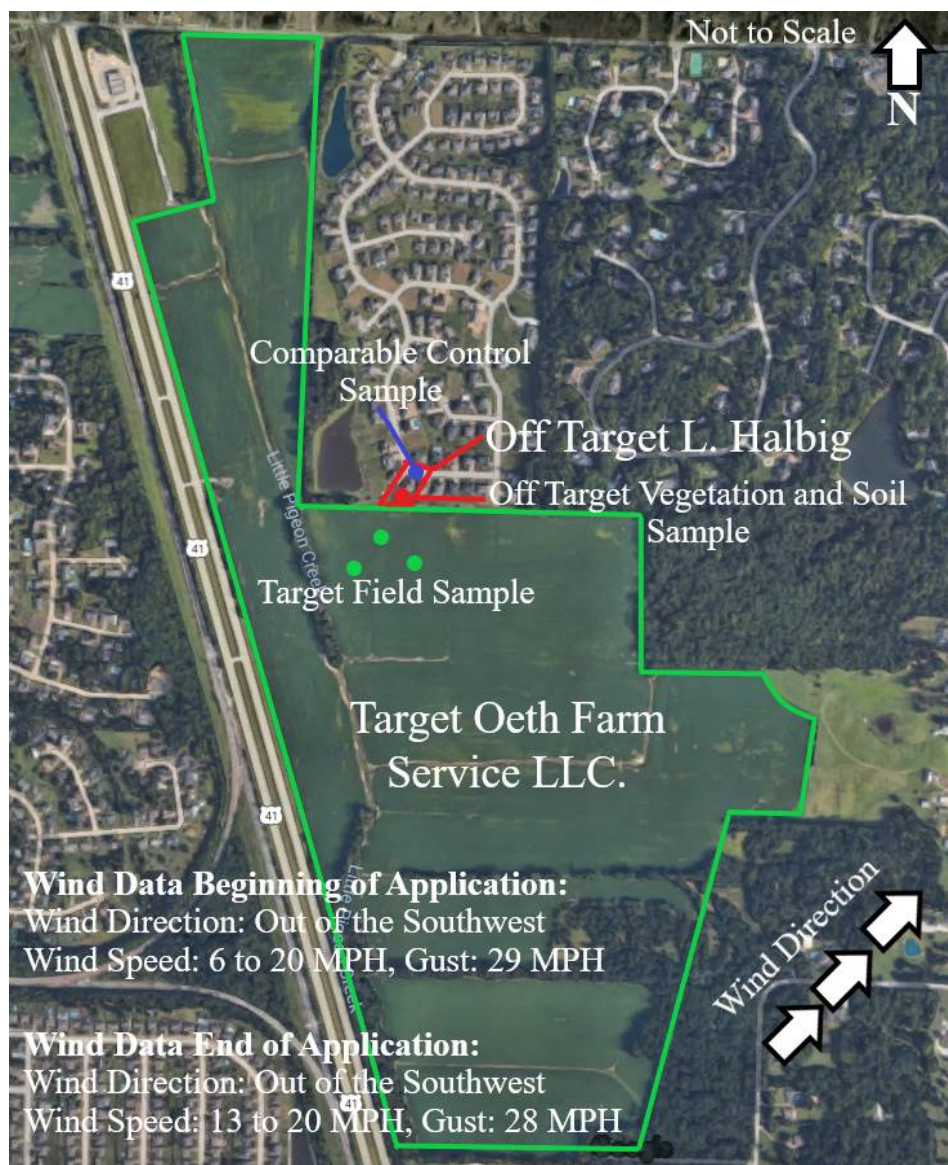 Not to Scale
N
41
Comparable Control
Sample
Off Target L. Halbig
Off Target Vegetation and Soil
Sample
Little Pigeon Creek
41
Target Field Sample
Target Oeth Farm
Service LLC.
41
Wind Data Beginning of Application:
Wind Direction: Out of the Southwest
Wind Speed: 6 to 20 MPH, Gust: 29 MPH
Wind Direction
Wind Data End of Application:
Wind Direction: Out of the Southwest
Wind Speed: 13 to 20 MPH, Gust: 28 MPH
41